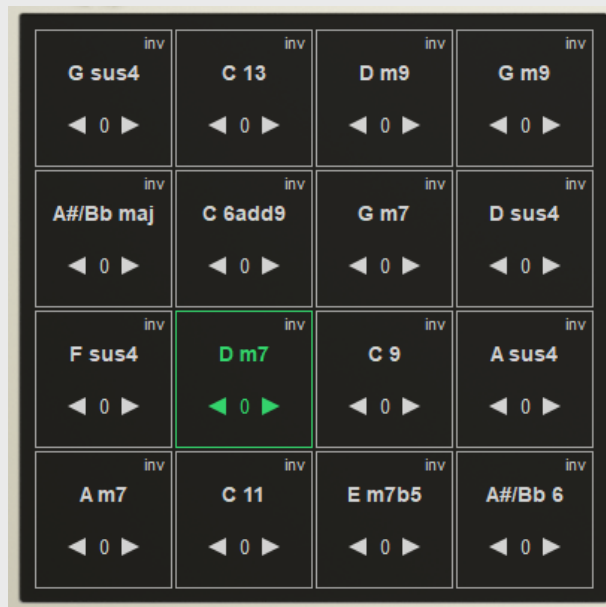 inv inv inv inv
G sus4 C 13 D m9 G m9
0 0 0 0
inv inv inv inv
A#/Bb maj C 6add9 G m7 D sus4
0 0 0 0
inv inv inv inv
F sus4 D m7 C 9 A sus4
0 0 0 0
inv inv inv inv
A m7 C 11 E m7b5 A#/Bb 6
0 0 0 0